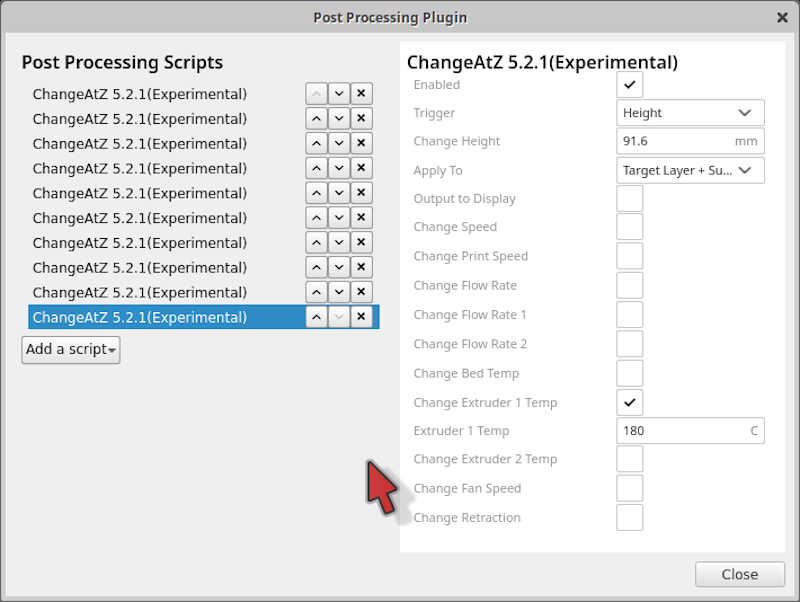 Post Processing Plugin
Post Processing Scripts
ChangeAtZ 5.2.1(Experimental)
ChangeAtZ 5.2.1(Experimental)
ChangeAtZ 5.2.1(Experimental)
ChangeAtZ 5.2.1(Experimental)
ChangeAtZ 5.2.1(Experimental)
ChangeAtZ 5.2.1(Experimental)
ChangeAtZ 5.2.1(Experimental)
ChangeAtZ 5.2.1(Experimental)
ChangeAtZ 5.2.1(Experimental)
ChangeAtZ 5.2.1(Experimental)
Add a script
ChangeAtZ 5.2.1(Experimental)
Enabled
Trigger Height
Change Height 91.6 mm
Apply To Target Layer + Su...
Output to Display
Change Speed
Change Print Speed
Change Flow Rate
Change Flow Rate 1
Change Flow Rate 2
Change Bed Temp
Change Extruder 1 Temp
Extruder 1 Temp 180 C
Change Extruder 2 Temp
Change Fan Speed
Change Retraction
Close